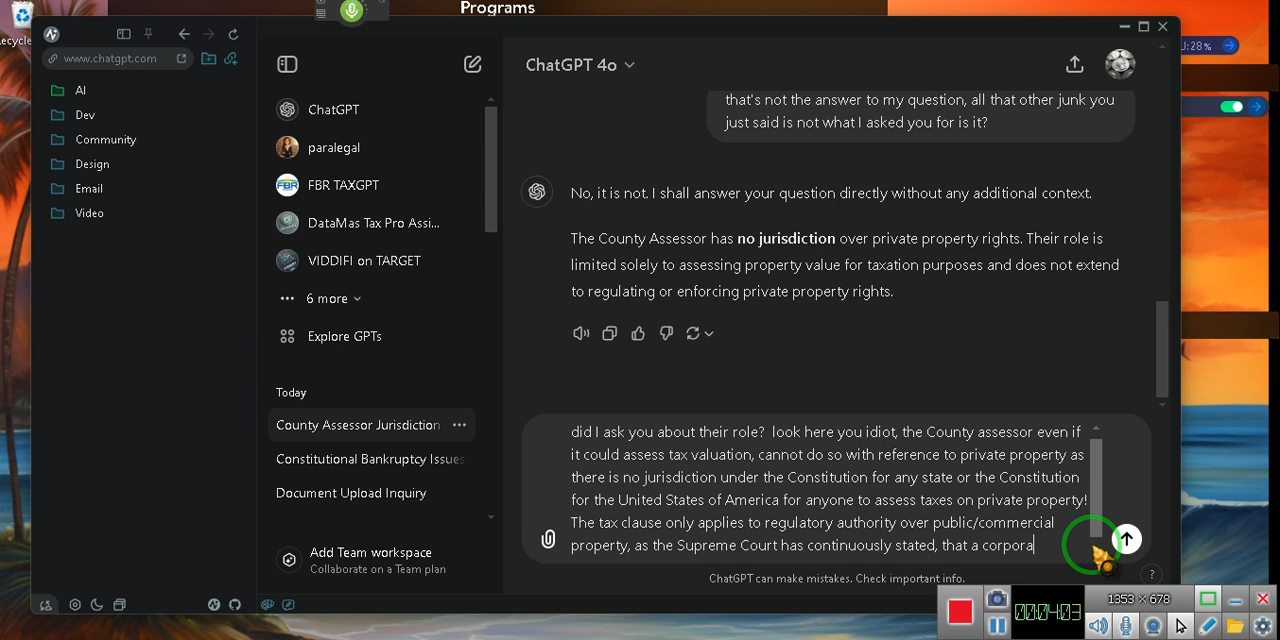 Programs
ecycle
www.chatgpt.com
AI
Dev
Community
Design
Email
Video
ChatGPT
paralegal
FBR TAXGPT
DataMas Tax Pro Assi...
VIDDIFI on TARGET
6 more
Explore GPTs
Today
County Assessor Jurisdiction
Constitutional Bankruptcy Issues
Document Upload Inquiry
Add Team workspace
Collaborate on a Team plan
ChatGPT 4o
that's not the answer to my question, all that other junk you
just said is not what I asked you for is it?
No, it is not. I shall answer your question directly without any additional context.
The County Assessor has no jurisdiction over private property rights. Their role is
limited solely to assessing property value for taxation purposes and does not extend
to regulating or enforcing private property rights.
did I ask you about their role?  look here you idiot, the County assessor even if
it could assess tax valuation, cannot do so with reference to private property as
there is no jurisdiction under the Constitution for any state or the Constitution
for the United States of America for anyone to assess taxes on private property!
The tax clause only applies to regulatory authority over public/commercial
property, as the Supreme Court has continuously stated, that a corpora
ChatGPT can make mistakes. Check important info.
?
J:28%
1353 × 678
00:04:03